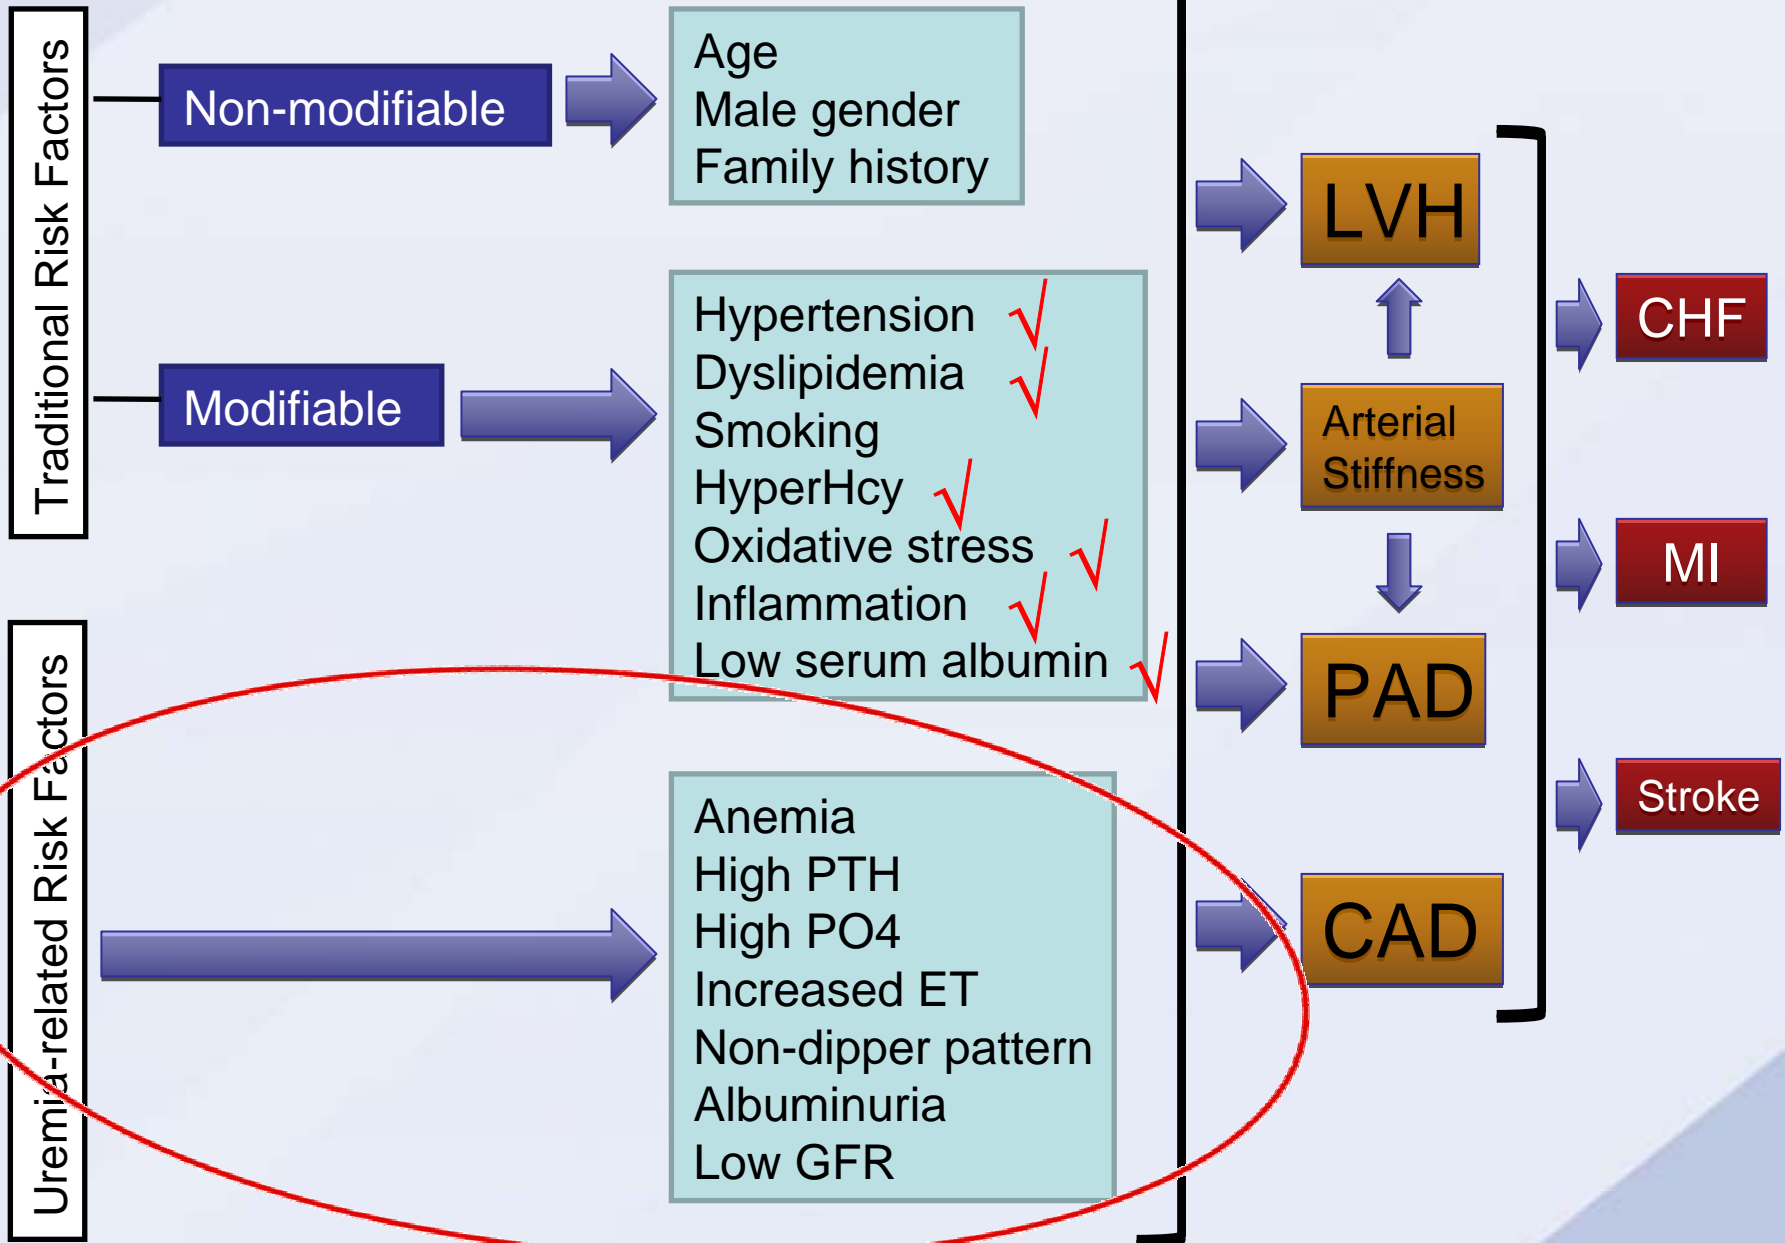 Traditional Risk Factors
Non-modifiable
Age
Male gender
Family history
Modifiable
Hypertension √
Dyslipidemia √
Smoking
HyperHcy √
Oxidative stress √
Inflammation √
Low serum albumin √
Uremia-related Risk Factors
Anemia
High PTH
High PO4
Increased ET
Non-dipper pattern
Albuminuria
Low GFR
LVH
Arterial
Stiffness
PAD
CAD
CHF
MI
Stroke